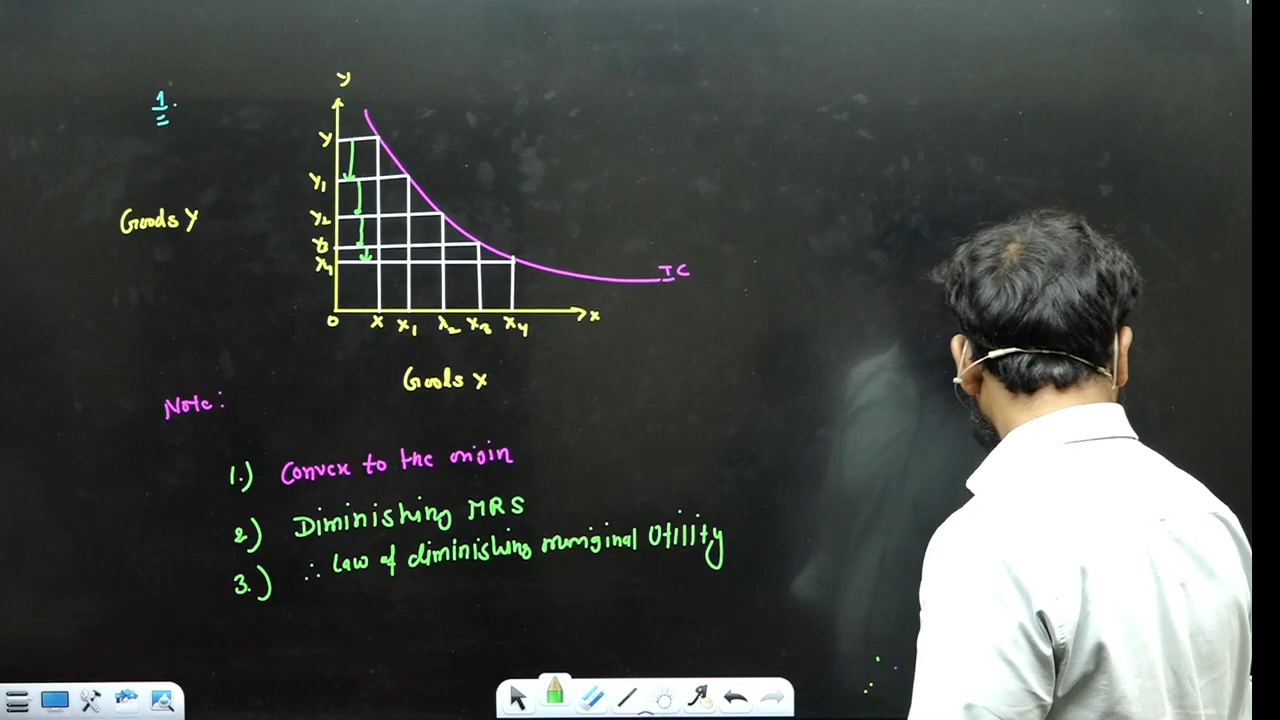 1.
y
y
y₁
Goods y
y₂
y₃
y₄
IC
0 x x₁ x₂ x₃ x₄ x
Goods x
Note:
1.) Convex to the origin
2) Diminishing MRS
3.) ∴ Law of diminishing marginal Utility